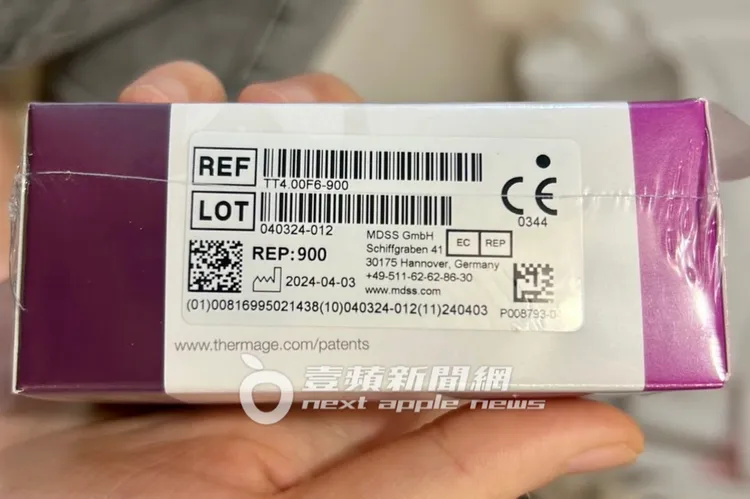 REF
TT4.00F6-900
LOT
040324-012
REP:900
2024-04-03
MDSS GmbH
Schiffgraben 41
30175 Hannover, Germany
+49-511-62-62-86-30
www.mdss.com
EC REP
CE
0344
(01)00816995021438(10)040324-012(11)240403
P008793-0
www.thermage.com/patents
壹蘋新聞網
next apple news